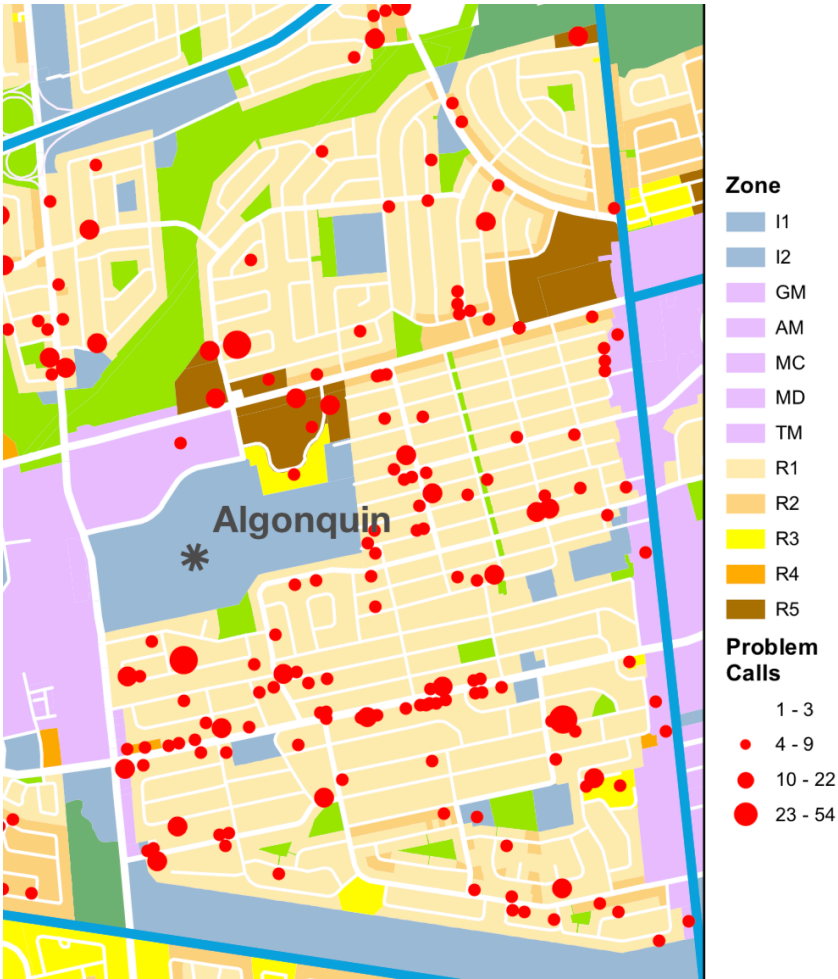 Algonquin
Zone
I1
I2
GM
AM
MC
MD
TM
R1
R2
R3
R4
R5
Problem
Calls
1 - 3
4 - 9
10 - 22
23 - 54